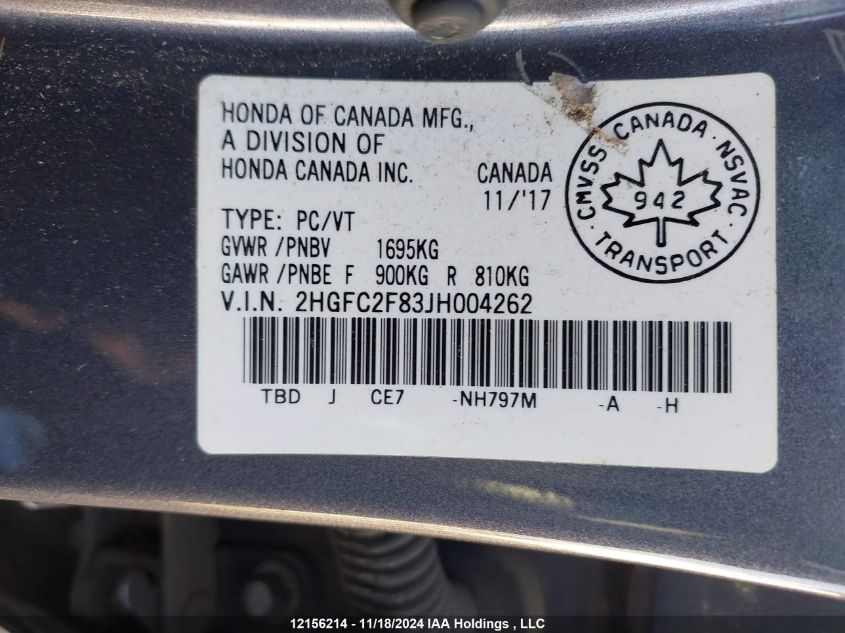 HONDA OF CANADA MFG.,
A DIVISION OF
HONDA CANADA INC. CANADA
11/'17
TYPE: PC/VT
GVWR /PNBV 1695KG
GAWR /PNBE F 900KG R 810KG
V.I.N. 2HGFC2F83JH004262
TBD J CE7 -NH797M -A -H
CMVSS CANADA · NSVAC ·
942
TRANSPORT
12156214 - 11/18/2024 IAA Holdings , LLC